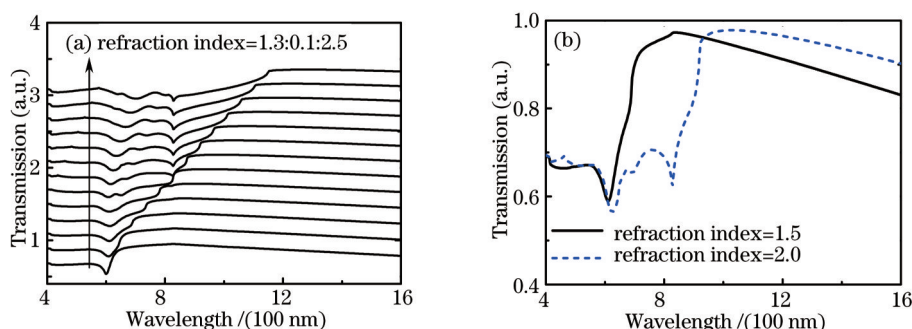 (a) refraction index=1.3:0.1:2.5
Transmission (a.u.)
4
3
2
1
4
8
12
16
Wavelength /(100 nm)
(b)
Transmission (a.u.)
1.0
0.8
0.6
0.4
refraction index=1.5
refraction index=2.0
4
8
12
16
Wavelength /(100 nm)